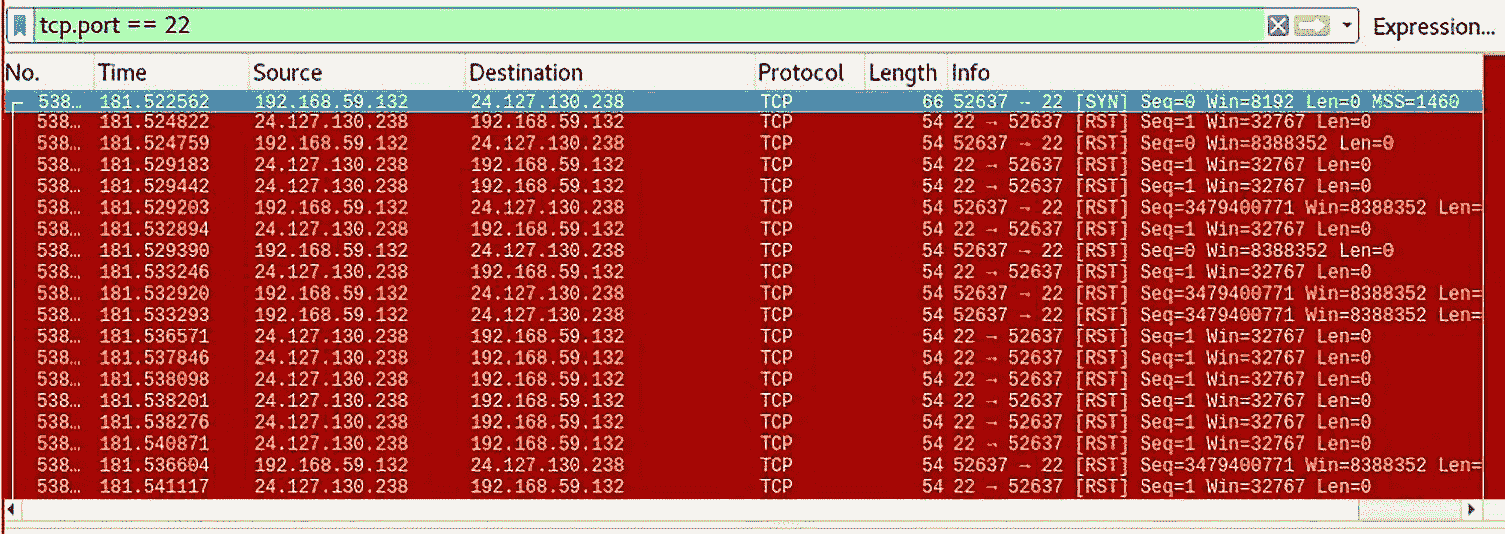 tcp.port == 22 Expression...
No. Time Source Destination Protocol Length Info
538... 181.522562 192.168.59.132 24.127.130.238 TCP 66 52637 → 22 [SYN] Seq=0 Win=8192 Len=0 MSS=1460
538... 181.524822 24.127.130.238 192.168.59.132 TCP 54 22 → 52637 [RST] Seq=1 Win=32767 Len=0
538... 181.524759 192.168.59.132 24.127.130.238 TCP 54 52637 → 22 [RST] Seq=0 Win=8388352 Len=0
538... 181.529183 24.127.130.238 192.168.59.132 TCP 54 22 → 52637 [RST] Seq=1 Win=32767 Len=0
538... 181.529442 24.127.130.238 192.168.59.132 TCP 54 22 → 52637 [RST] Seq=1 Win=32767 Len=0
538... 181.529203 192.168.59.132 24.127.130.238 TCP 54 52637 → 22 [RST] Seq=3479400771 Win=8388352 Len=
538... 181.532894 24.127.130.238 192.168.59.132 TCP 54 22 → 52637 [RST] Seq=1 Win=32767 Len=0
538... 181.529390 192.168.59.132 24.127.130.238 TCP 54 52637 → 22 [RST] Seq=0 Win=8388352 Len=0
538... 181.533246 24.127.130.238 192.168.59.132 TCP 54 22 → 52637 [RST] Seq=1 Win=32767 Len=0
538... 181.532920 192.168.59.132 24.127.130.238 TCP 54 52637 → 22 [RST] Seq=3479400771 Win=8388352 Len=
538... 181.533293 192.168.59.132 24.127.130.238 TCP 54 52637 → 22 [RST] Seq=3479400771 Win=8388352 Len=
538... 181.536571 24.127.130.238 192.168.59.132 TCP 54 22 → 52637 [RST] Seq=1 Win=32767 Len=0
538... 181.537846 24.127.130.238 192.168.59.132 TCP 54 22 → 52637 [RST] Seq=1 Win=32767 Len=0
538... 181.538098 24.127.130.238 192.168.59.132 TCP 54 22 → 52637 [RST] Seq=1 Win=32767 Len=0
538... 181.538201 24.127.130.238 192.168.59.132 TCP 54 22 → 52637 [RST] Seq=1 Win=32767 Len=0
538... 181.538276 24.127.130.238 192.168.59.132 TCP 54 22 → 52637 [RST] Seq=1 Win=32767 Len=0
538... 181.540871 24.127.130.238 192.168.59.132 TCP 54 22 → 52637 [RST] Seq=1 Win=32767 Len=0
538... 181.536604 192.168.59.132 24.127.130.238 TCP 54 52637 → 22 [RST] Seq=3479400771 Win=8388352 Len=
538... 181.541117 24.127.130.238 192.168.59.132 TCP 54 22 → 52637 [RST] Seq=1 Win=32767 Len=0